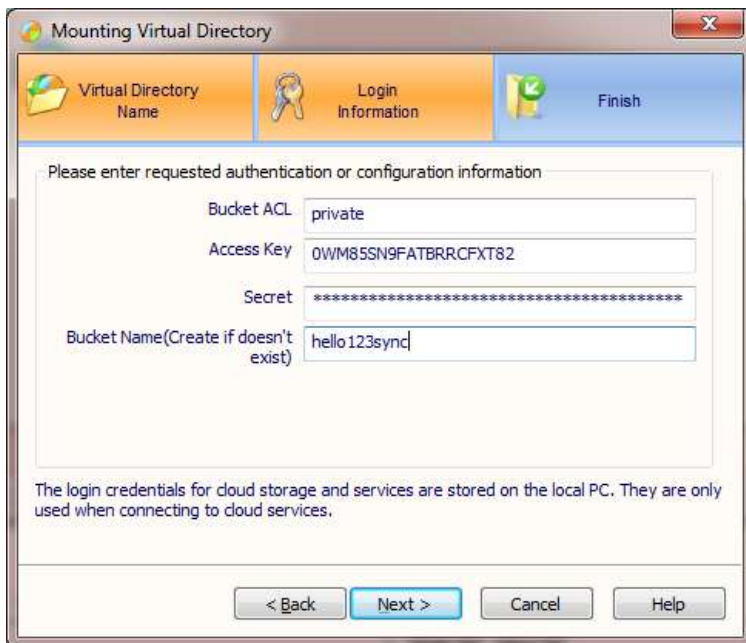 Mounting Virtual Directory
Virtual Directory
Name
Login
Information
Finish
Please enter requested authentication or configuration information
Bucket ACL
private
Access Key
0WM85SN9FATBRRCFXT82
Secret
******************************************
Bucket Name(Create if doesn't
exist)
hello123sync
The login credentials for cloud storage and services are stored on the local PC. They are only
used when connecting to cloud services.
< Back
Next >
Cancel
Help